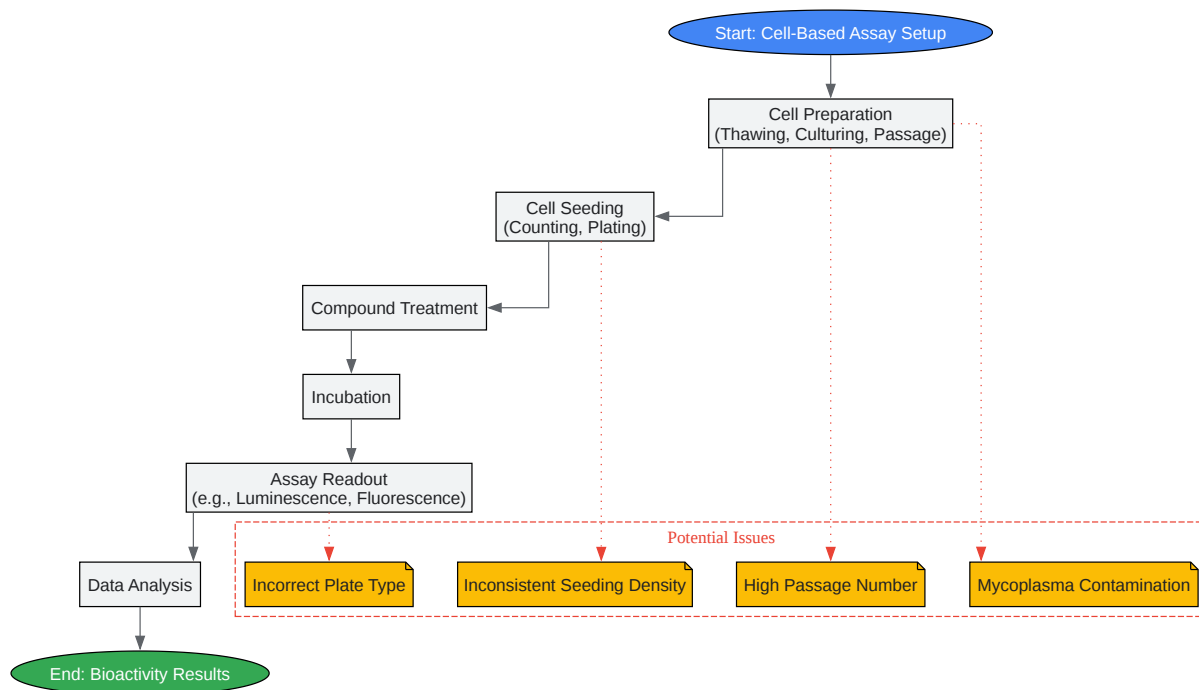 Start: Cell-Based Assay Setup
Cell Preparation
(Thawing, Culturing, Passage)
Cell Seeding
(Counting, Plating)
Compound Treatment
Incubation
Assay Readout
(e.g., Luminescence, Fluorescence)
Potential Issues
Data Analysis
Incorrect Plate Type
Inconsistent Seeding Density
High Passage Number
Mycoplasma Contamination
End: Bioactivity Results